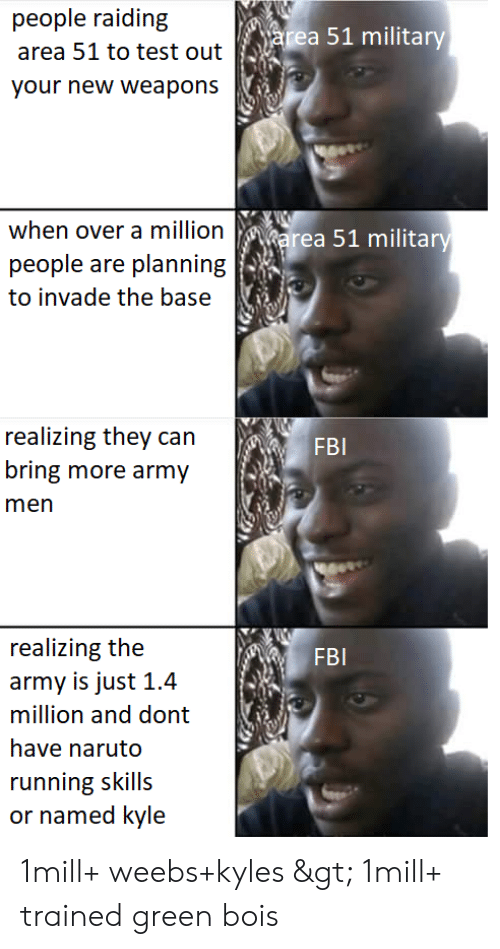 people raiding
area 51 to test out
your new weapons
area 51 military
when over a million
people are planning
to invade the base
area 51 military
realizing they can
bring more army
men
FBI
realizing the
army is just 1.4
million and dont
have naruto
running skills
or named kyle
FBI
1mill+ weebs+kyles &gt; 1mill+
trained green bois